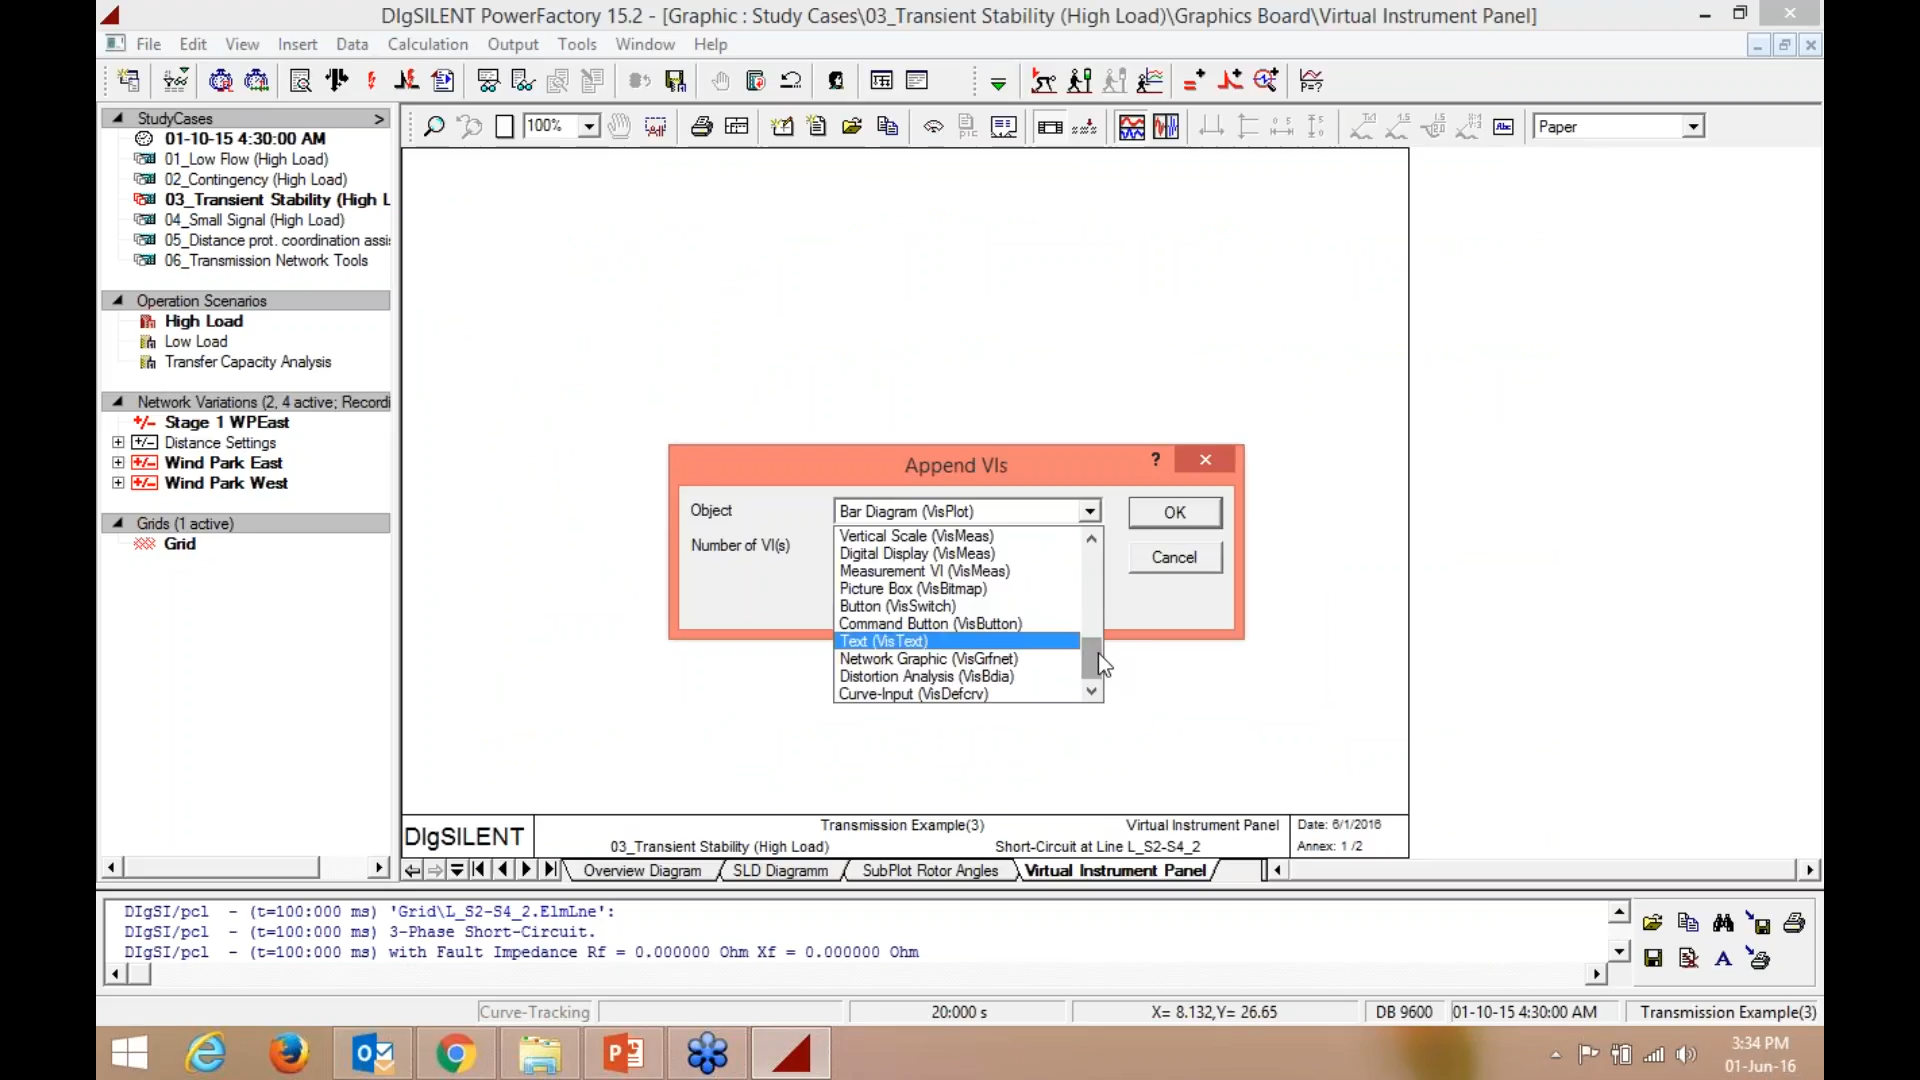 DIgSILENT PowerFactory 15.2 - [Graphic : Study Cases\03_Transient Stability (High Load)\Graphics Board\Virtual Instrument Panel]
File Edit View Insert Data Calculation Output Tools Window Help
100%
Paper
StudyCases >
01-10-15 4:30:00 AM
01_Low Flow (High Load)
02_Contingency (High Load)
03_Transient Stability (High L
04_Small Signal (High Load)
05_Distance prot. coordination assi
06_Transmission Network Tools
Operation Scenarios
High Load
Low Load
Transfer Capacity Analysis
Network Variations (2, 4 active; Recordi
Stage 1 WPEast
Distance Settings
Wind Park East
Wind Park West
Grids (1 active)
Grid
Append VIs
?
Object
Bar Diagram (VisPlot)
OK
Number of VI(s)
Cancel
Vertical Scale (VisMeas)
Digital Display (VisMeas)
Measurement VI (VisMeas)
Picture Box (VisBitmap)
Button (VisSwitch)
Command Button (VisButton)
Text (VisText)
Network Graphic (VisGrfnet)
Distortion Analysis (VisBdia)
Curve-Input (VisDefcrv)
DIgSILENT
Transmission Example(3)
Virtual Instrument Panel
Date: 6/1/2016
03_Transient Stability (High Load)
Short-Circuit at Line L_S2-S4_2
Annex: 1 /2
Overview Diagram
SLD Diagramm
SubPlot Rotor Angles
Virtual Instrument Panel
DIgSI/pcl - (t=100:000 ms) 'Grid\L_S2-S4_2.ElmLne':
DIgSI/pcl - (t=100:000 ms) 3-Phase Short-Circuit.
DIgSI/pcl - (t=100:000 ms) with Fault Impedance Rf = 0.000000 Ohm Xf = 0.000000 Ohm
Curve-Tracking
20:000 s
X= 8.132,Y= 26.65
DB 9600
01-10-15 4:30:00 AM
Transmission Example(3)
3:34 PM
01-Jun-16